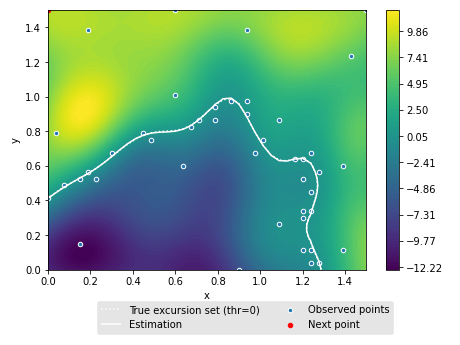 1.4
1.2
1.0
0.8
0.6
0.4
0.2
0.0
y
0.0 0.2 0.4 0.6 0.8 1.0 1.2 1.4
x
9.86
7.41
4.95
2.50
0.05
−2.41
−4.86
−7.31
−9.77
−12.22
True excursion set (thr=0)
Estimation
Observed points
Next point